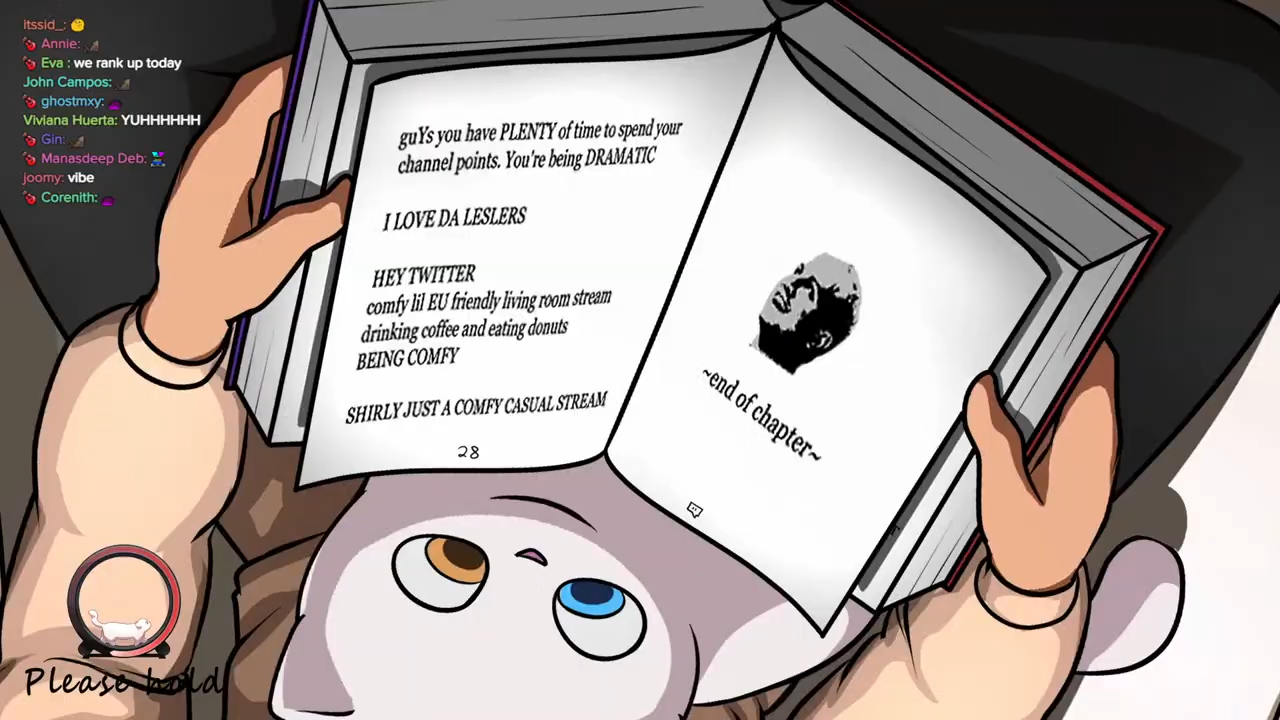 itssid_:
Annie:
Eva : we rank up today
John Campos:
ghostmxy:
Viviana Huerta: YUHHHHHH
Gin:
Manasdeep Deb:
joomy: vibe
Corenith:
guYs you have PLENTY of time to spend your
channel points. You're being DRAMATIC
I LOVE DA LESLERS
HEY TWITTER
comfy lil EU friendly living room stream
drinking coffee and eating donuts
BEING COMFY
SHIRLY JUST A COMFY CASUAL STREAM
28
~end of chapter~
Please hold